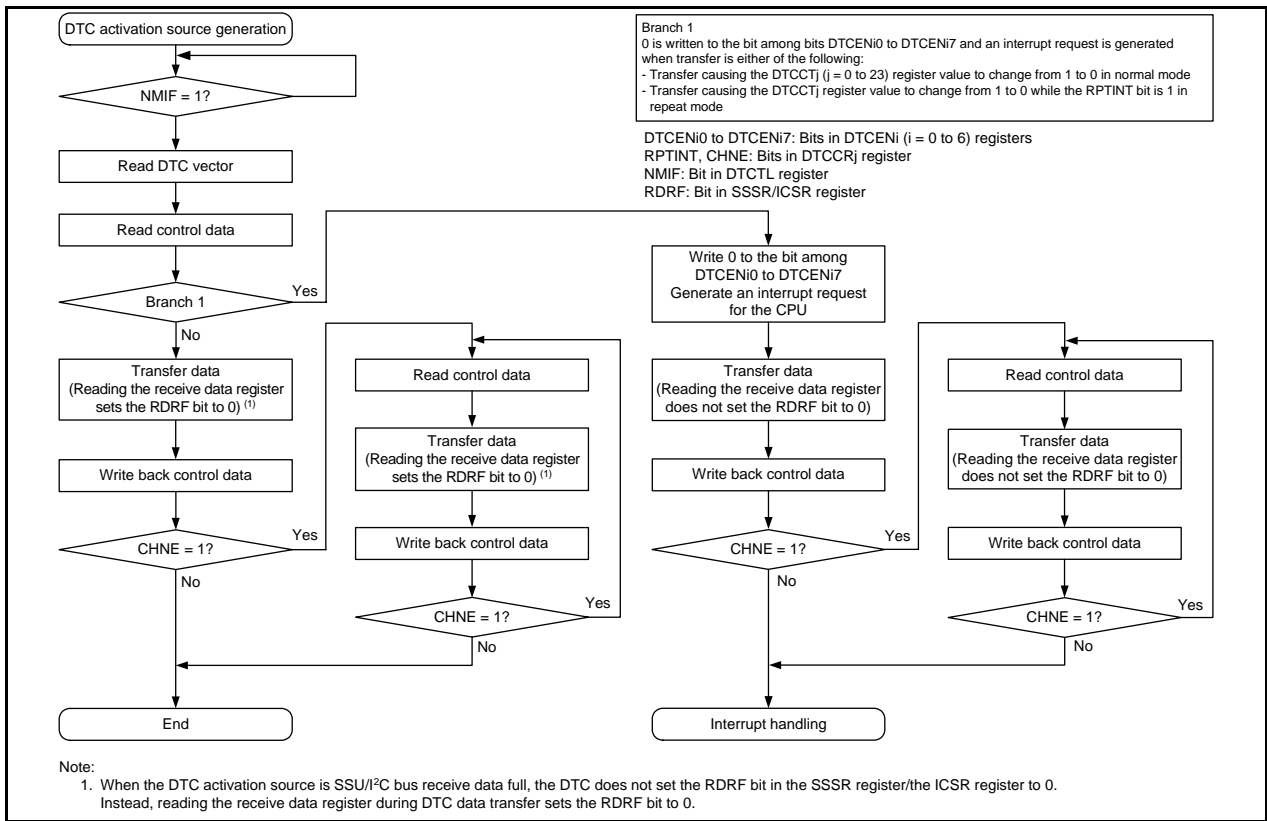 DTC activation source generation
NMIF = 1?
Read DTC vector
Read control data
Branch 1
Yes
No
Transfer data
(Reading the receive data register
sets the RDRF bit to 0) (1)
Write back control data
CHNE = 1?
Yes
No
Read control data
Transfer data
(Reading the receive data register
sets the RDRF bit to 0) (1)
Write back control data
CHNE = 1?
Yes
No
End
Branch 1
0 is written to the bit among bits DTCENi0 to DTCENi7 and an interrupt request is generated
when transfer is either of the following:
- Transfer causing the DTCCTj (j = 0 to 23) register value to change from 1 to 0 in normal mode
- Transfer causing the DTCCTj register value to change from 1 to 0 while the RPTINT bit is 1 in
repeat mode
DTCENi0 to DTCENi7: Bits in DTCENi (i = 0 to 6) registers
RPTINT, CHNE: Bits in DTCCRj register
NMIF: Bit in DTCTL register
RDRF: Bit in SSSR/ICSR register
Write 0 to the bit among
DTCENi0 to DTCENi7
Generate an interrupt request
for the CPU
Transfer data
(Reading the receive data register
does not set the RDRF bit to 0)
Write back control data
CHNE = 1?
Yes
No
Read control data
Transfer data
(Reading the receive data register
does not set the RDRF bit to 0)
Write back control data
CHNE = 1?
Yes
No
Interrupt handling
Note:
1. When the DTC activation source is SSU/I²C bus receive data full, the DTC does not set the RDRF bit in the SSSR register/the ICSR register to 0.
Instead, reading the receive data register during DTC data transfer sets the RDRF bit to 0.